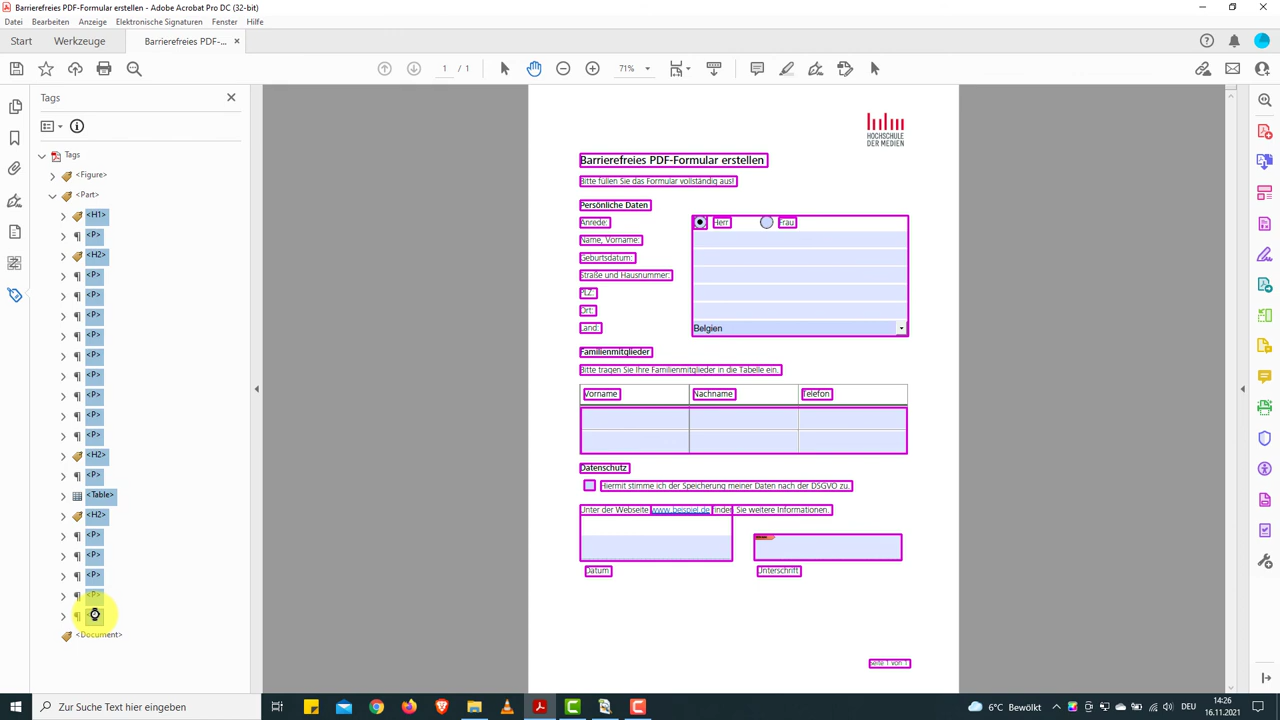 Barrierefreies PDF-Formular erstellen - Adobe Acrobat Pro DC (32-bit)
Datei Bearbeiten Anzeige Elektronische Signaturen Fenster Hilfe
Start Werkzeuge Barrierefreies PDF-... ×
1 / 1 71%
Tags
Tags
<Figure>
<Part>
<H1>
<P>
<H2>
<P>
<P>
<P>
<P>
<P>
<P>
<P>
<P>
<P>
<H2>
<P>
<Table>
<H2>
<P>
<P>
<P>
<P>
<Document>
HOCHSCHULE
DER MEDIEN
Barrierefreies PDF-Formular erstellen
Bitte füllen Sie das Formular vollständig aus!
Persönliche Daten
Anrede: Herr Frau
Name, Vorname:
Geburtsdatum:
Straße und Hausnummer:
PLZ:
Ort:
Land: Belgien
Familienmitglieder
Bitte tragen Sie Ihre Familienmitglieder in die Tabelle ein.
Vorname Nachname Telefon
Datenschutz
Hiermit stimme ich der Speicherung meiner Daten nach der DSGVO zu.
Unter der Webseite www.beispiel.de finden Sie weitere Informationen.
Datum Unterschrift
Seite 1 von 1
Zur Suche Text hier eingeben
6°C Bewölkt DEU
14:26
16.11.2021